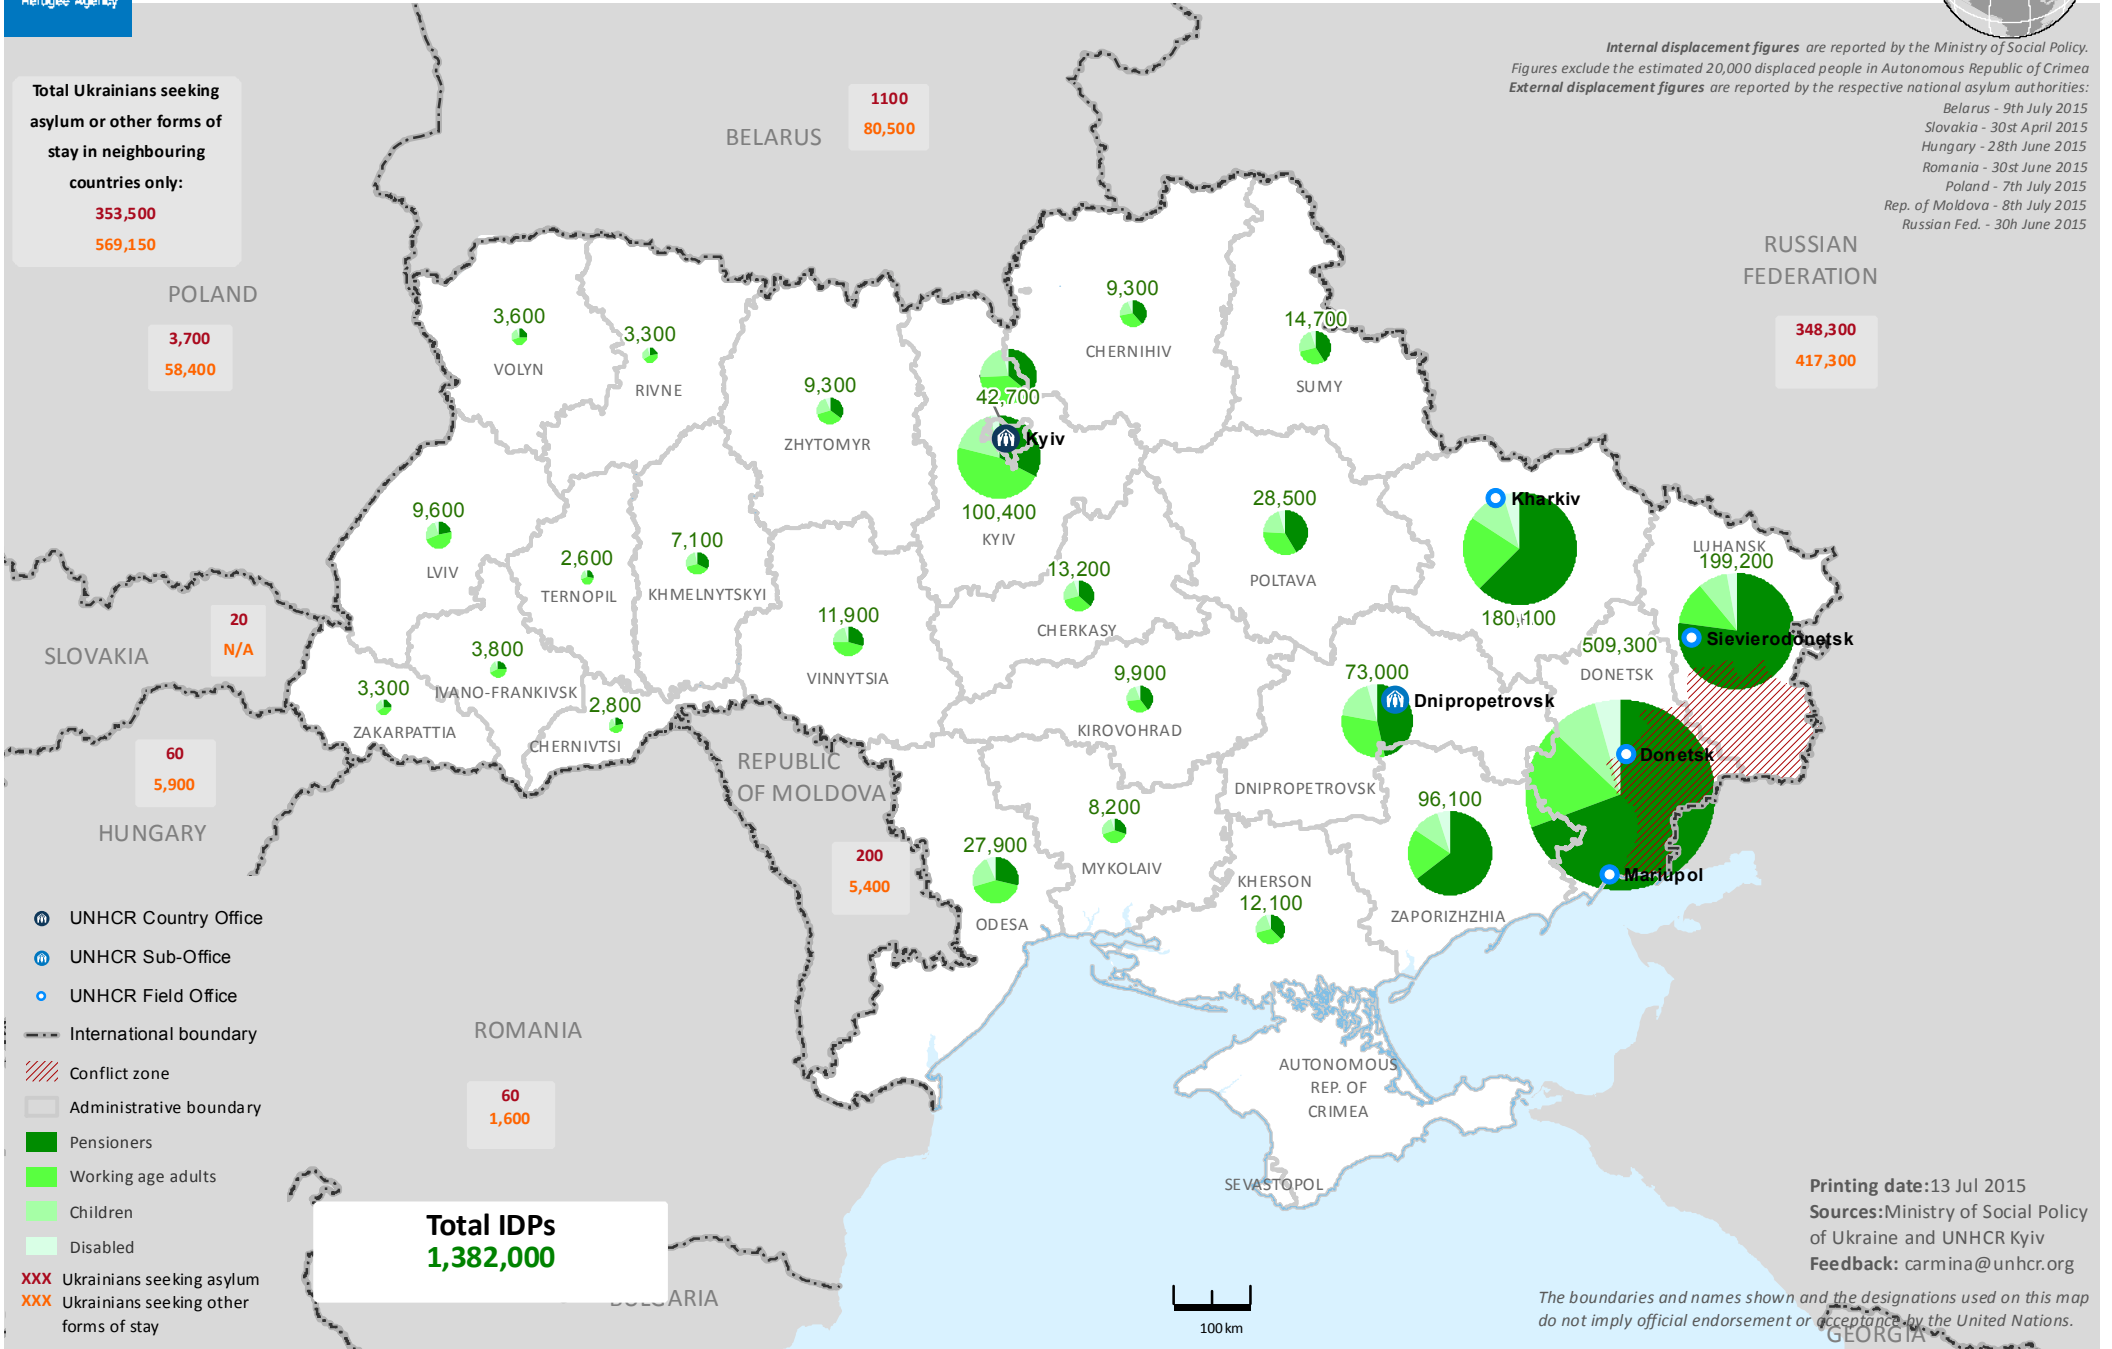 Refugee Agency
Internal displacement figures are reported by the Ministry of Social Policy.
Figures exclude the estimated 20,000 displaced people in Autonomous Republic of Crimea
External displacement figures are reported by the respective national asylum authorities:
Belarus - 9th July 2015
Slovakia - 30st April 2015
Hungary - 28th June 2015
Romania - 30st June 2015
Poland - 7th July 2015
Rep. of Moldova - 8th July 2015
Russian Fed. - 30h June 2015
Total Ukrainians seeking
asylum or other forms of
stay in neighbouring
countries only:
353,500
569,150
BELARUS
1100
80,500
POLAND
3,700
58,400
RUSSIAN
FEDERATION
348,300
417,300
SLOVAKIA
20
N/A
HUNGARY
60
5,900
REPUBLIC
OF MOLDOVA
200
5,400
ROMANIA
60
1,600
BULGARIA
GEORGIA
3,600
VOLYN
3,300
RIVNE
9,300
ZHYTOMYR
42,700
Kyiv
100,400
KYIV
9,300
CHERNIHIV
14,700
SUMY
9,600
LVIV
2,600
TERNOPIL
7,100
KHMELNYTSKYI
11,900
VINNYTSIA
13,200
CHERKASY
28,500
POLTAVA
Kharkiv
180,100
LUHANSK
199,200
Sievierodonetsk
3,800
IVANO-FRANKIVSK
3,300
ZAKARPATTIA
2,800
CHERNIVTSI
9,900
KIROVOHRAD
73,000
Dnipropetrovsk
DNIPROPETROVSK
509,300
DONETSK
Donetsk
Mariupol
96,100
ZAPORIZHZHIA
8,200
MYKOLAIV
27,900
ODESA
KHERSON
12,100
AUTONOMOUS
REP. OF
CRIMEA
SEVASTOPOL
UNHCR Country Office
UNHCR Sub-Office
UNHCR Field Office
International boundary
Conflict zone
Administrative boundary
Pensioners
Working age adults
Children
Disabled
XXX Ukrainians seeking asylum
XXX Ukrainians seeking other
forms of stay
Total IDPs
1,382,000
100 km
Printing date:13 Jul 2015
Sources:Ministry of Social Policy
of Ukraine and UNHCR Kyiv
Feedback: carmina@unhcr.org
The boundaries and names shown and the designations used on this map
do not imply official endorsement or acceptance by the United Nations.